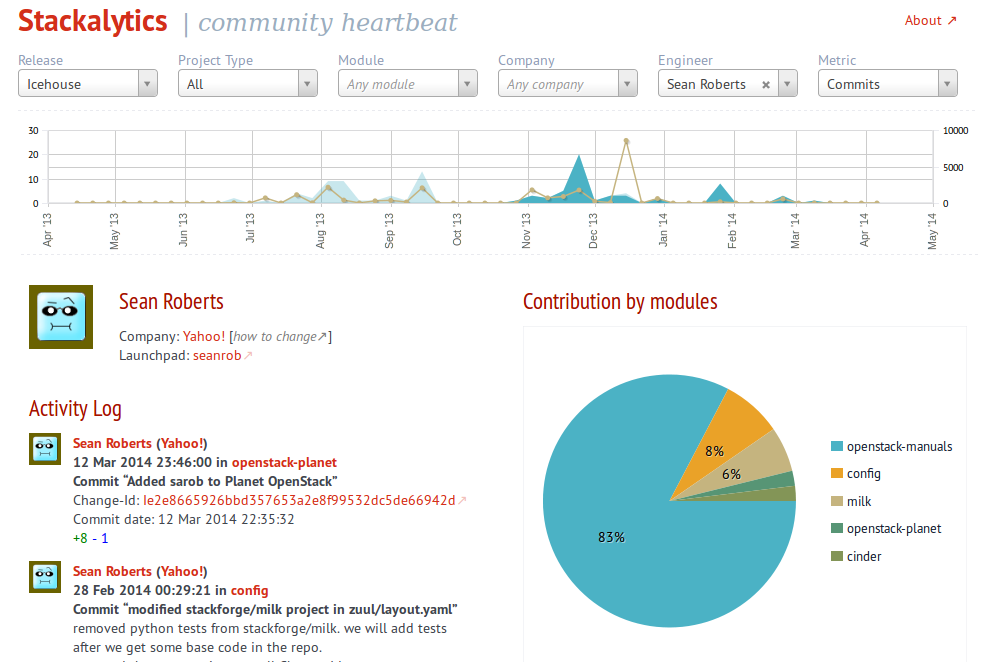 Stackalytics | community heartbeat
About ↗
Release Project Type Module Company Engineer Metric
Icehouse All Any module Any company Sean Roberts × Commits
30 10000
20
5000
10
0 0
Apr '13 May '13 Jun '13 Jul '13 Aug '13 Sep '13 Oct '13 Nov '13 Dec '13 Jan '14 Feb '14 Mar '14 Apr '14 May '14
Sean Roberts
Company: Yahoo! [how to change↗]
Launchpad: seanrob↗
Activity Log
Sean Roberts (Yahoo!)
12 Mar 2014 23:46:00 in openstack-planet
Commit “Added sarob to Planet OpenStack”
Change-Id: Ie2e8665926bbd357653a2e8f99532dc5de66942d↗
Commit date: 12 Mar 2014 22:35:32
+8 - 1
Sean Roberts (Yahoo!)
28 Feb 2014 00:29:21 in config
Commit “modified stackforge/milk project in zuul/layout.yaml”
removed python tests from stackforge/milk. we will add tests
after we get some base code in the repo.
Contribution by modules
8%
6%
83%
openstack-manuals
config
milk
openstack-planet
cinder